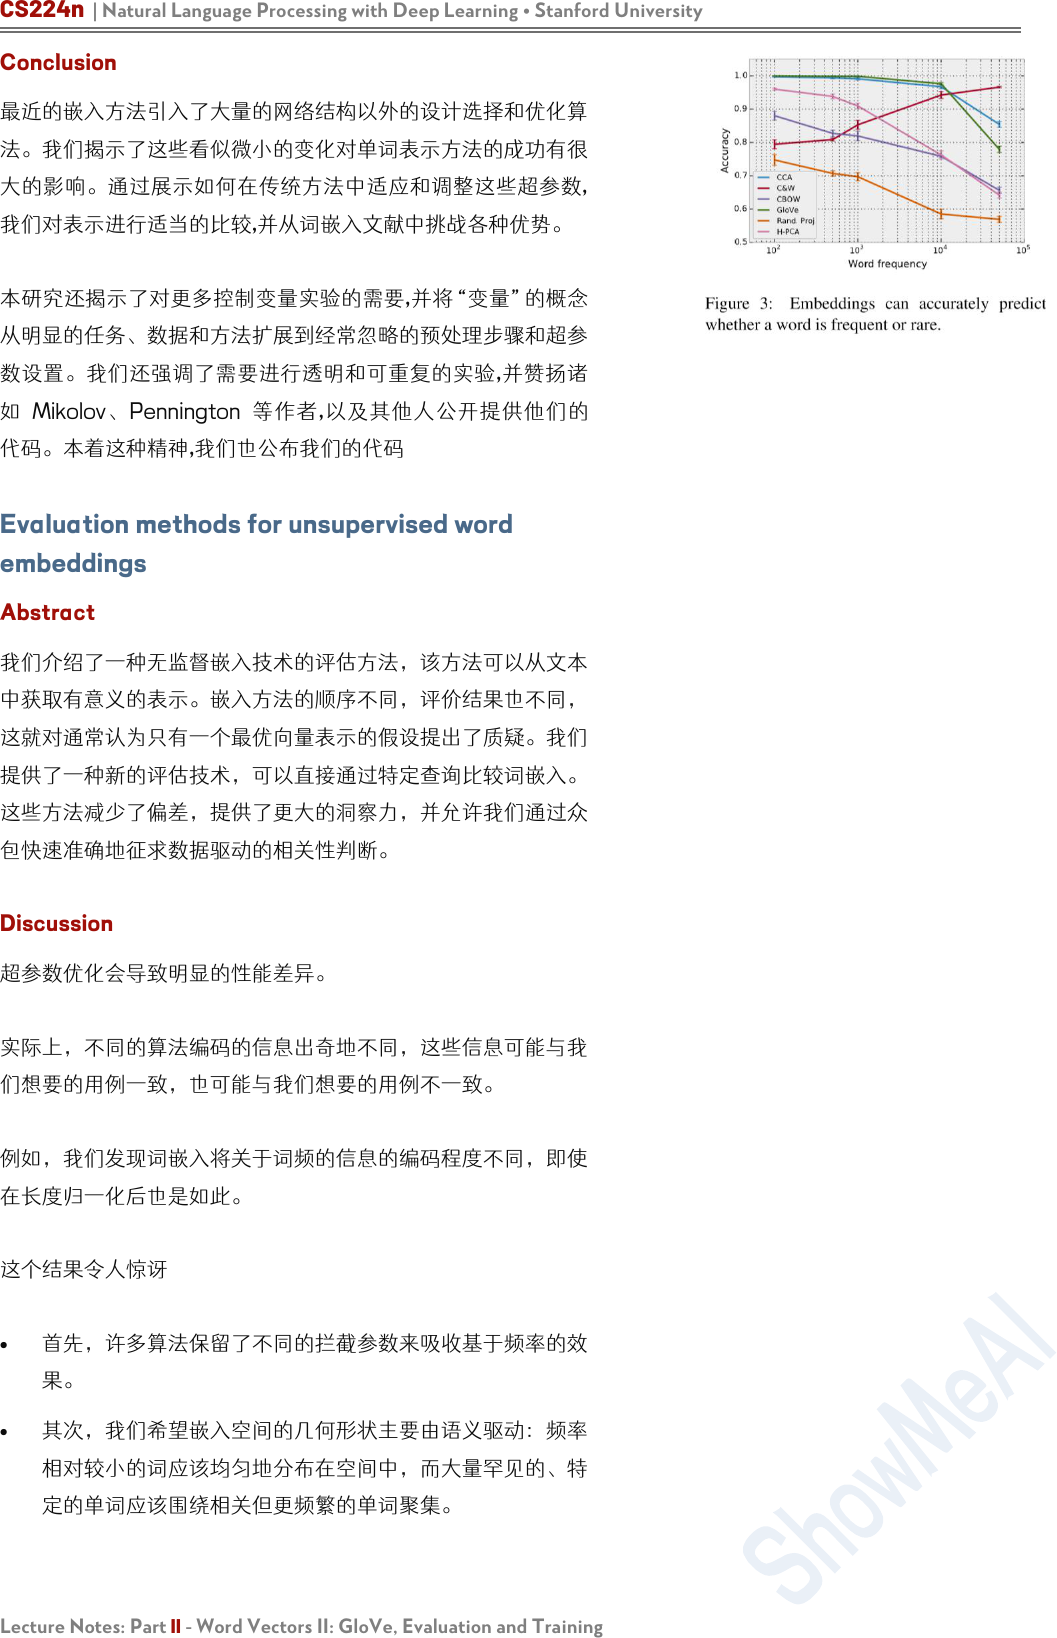 CS224n | Natural Language Processing with Deep Learning • Stanford University
Conclusion
最近的嵌入方法引入了大量的网络结构以外的设计选择和优化算
法。我们揭示了这些看似微小的变化对单词表示方法的成功有很
大的影响。通过展示如何在传统方法中适应和调整这些超参数,
我们对表示进行适当的比较,并从词嵌入文献中挑战各种优势。
本研究还揭示了对更多控制变量实验的需要,并将“变量”的概念
从明显的任务、数据和方法扩展到经常忽略的预处理步骤和超参
数设置。我们还强调了需要进行透明和可重复的实验,并赞扬诸
如 Mikolov、Pennington 等作者,以及其他人公开提供他们的
代码。本着这种精神,我们也公布我们的代码
Evaluation methods for unsupervised word
embeddings
Abstract
我们介绍了一种无监督嵌入技术的评估方法，该方法可以从文本
中获取有意义的表示。嵌入方法的顺序不同，评价结果也不同，
这就对通常认为只有一个最优向量表示的假设提出了质疑。我们
提供了一种新的评估技术，可以直接通过特定查询比较词嵌入。
这些方法减少了偏差，提供了更大的洞察力，并允许我们通过众
包快速准确地征求数据驱动的相关性判断。
Discussion
超参数优化会导致明显的性能差异。
实际上，不同的算法编码的信息出奇地不同，这些信息可能与我
们想要的用例一致，也可能与我们想要的用例不一致。
例如，我们发现词嵌入将关于词频的信息的编码程度不同，即使
在长度归一化后也是如此。
这个结果令人惊讶
• 首先，许多算法保留了不同的拦截参数来吸收基于频率的效
果。
• 其次，我们希望嵌入空间的几何形状主要由语义驱动：频率
相对较小的词应该均匀地分布在空间中，而大量罕见的、特
定的单词应该围绕相关但更频繁的单词聚集。
1.0
0.9
0.8
0.7
0.6
0.5
Accuracy
CCA
C&W
CBOW
GloVe
Rand. Proj
H-PCA
10² 10³ 10⁴ 10⁵
Word frequency
Figure 3: Embeddings can accurately predict
whether a word is frequent or rare.
ShowMeAI
Lecture Notes: Part II - Word Vectors II: GloVe, Evaluation and Training